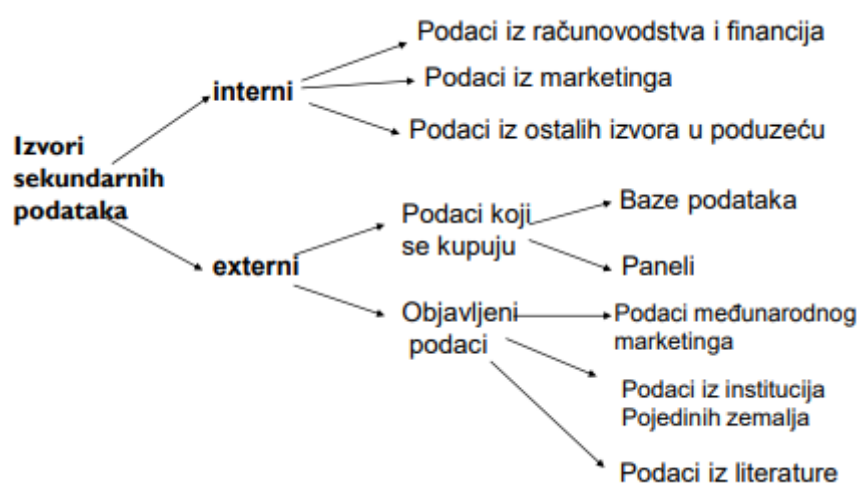 Izvori
sekundarnih
podataka
interni
Podaci iz računovodstva i financija
Podaci iz marketinga
Podaci iz ostalih izvora u poduzeću
externi
Podaci koji
se kupuju
Baze podataka
Paneli
Objavljeni
podaci
Podaci međunarodnog
marketinga
Podaci iz institucija
Pojedinih zemalja
Podaci iz literature